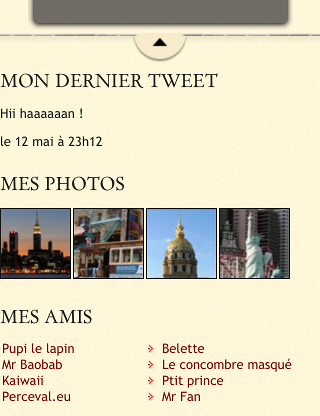 MON DERNIER TWEET
Hii haaaaaan !
le 12 mai à 23h12
MES PHOTOS
MES AMIS
Pupi le lapin
Mr Baobab
Kaiwaii
Perceval.eu
Belette
Le concombre masqué
Ptit prince
Mr Fan